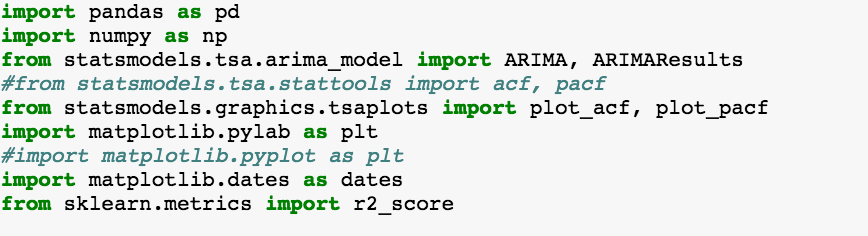 import pandas as pd
import numpy as np
from statsmodels.tsa.arima_model import ARIMA, ARIMAResults
#from statsmodels.tsa.stattools import acf, pacf
from statsmodels.graphics.tsaplots import plot_acf, plot_pacf
import matplotlib.pylab as plt
#import matplotlib.pyplot as plt
import matplotlib.dates as dates
from sklearn.metrics import r2_score